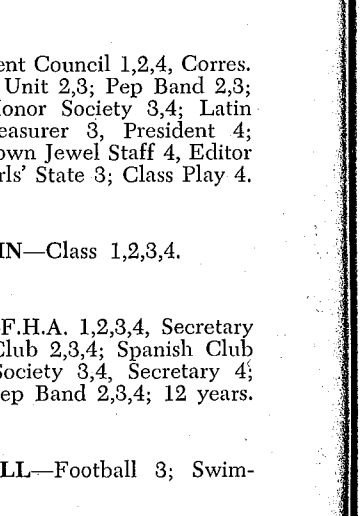 ent Council 1,2,4, Corres.
Unit 2,3; Pep Band 2,3;
onor Society 3,4; Latin
easurer 3, President 4;
own Jewel Staff 4, Editor
rls' State 3; Class Play 4.
IN—Class 1,2,3,4.
F.H.A. 1,2,3,4, Secretary
Club 2,3,4; Spanish Club
ociety 3,4, Secretary 4;
ep Band 2,3,4; 12 years.
LL—Football 3; Swim-